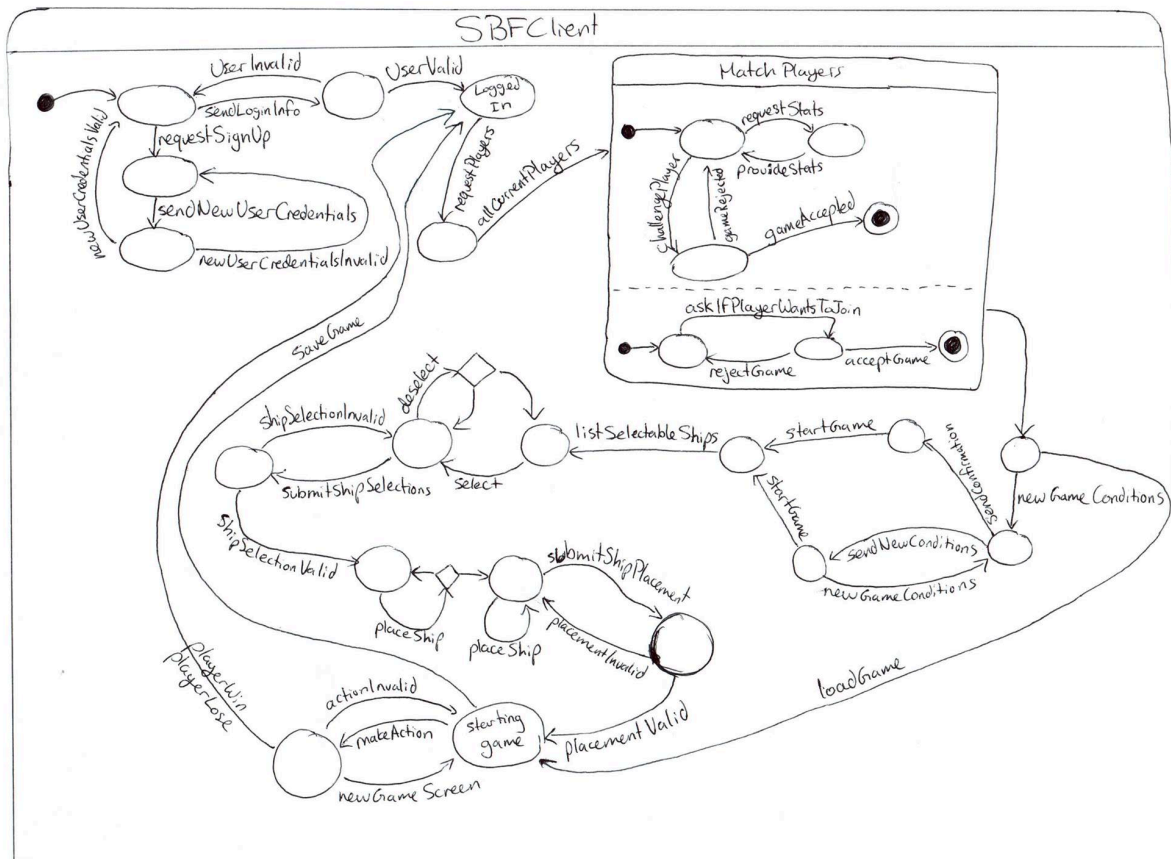 SBFClient
UserInvalid
UserValid
Logged
In
sendLoginInfo
requestSignUp
newUserCredentialsValid
sendNewUserCredentials
newUserCredentialsInvalid
requestPlayers
allCurrentPlayers
Match Players
requestStats
provideStats
challengePlayer
gameRejected
gameAccepted
askIfPlayerWantsToJoin
rejectGame
acceptGame
SaveGame
deselect
shipSelectionInvalid
submitShipSelections
select
listSelectableShips
startGame
sendConfirmation
newGameConditions
startGame
sendNewConditions
newGameConditions
shipSelectionValid
placeShip
placeShip
submitShipPlacement
placementInvalid
placementValid
loadGame
playerWin
playerLose
actionInvalid
makeAction
starting
game
newGameScreen